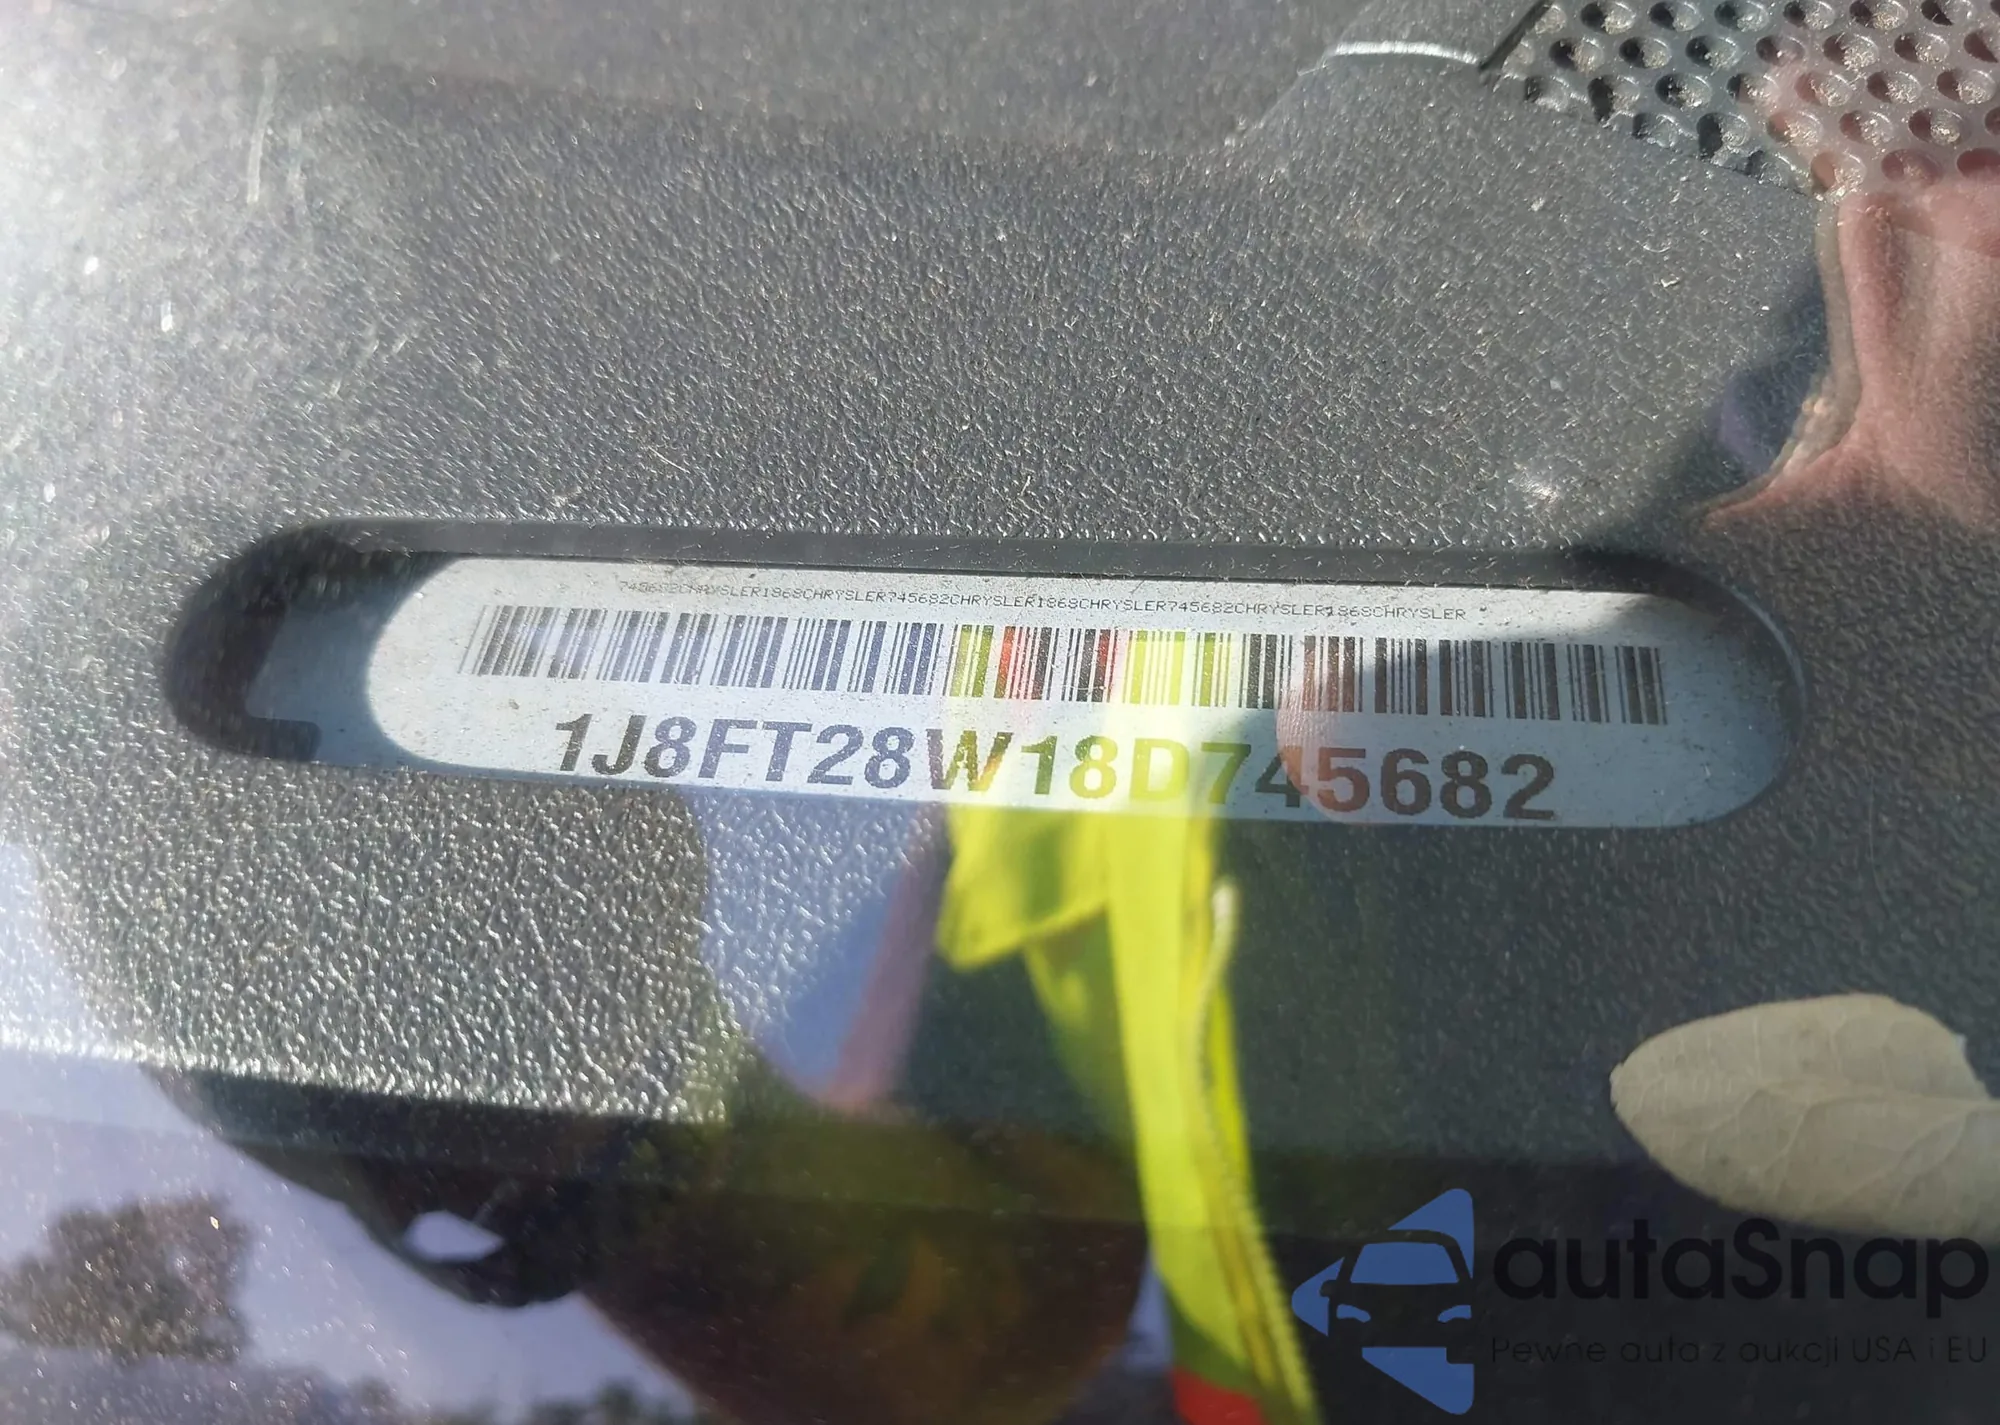 745682CHRYSLER1868CHRYSLER745682CHRYSLER1868CHRYSLER745682CHRYSLER1868CHRYSLER
1J8FT28W18D745682
autaSnap
Pewne auta z aukcji USA i EU